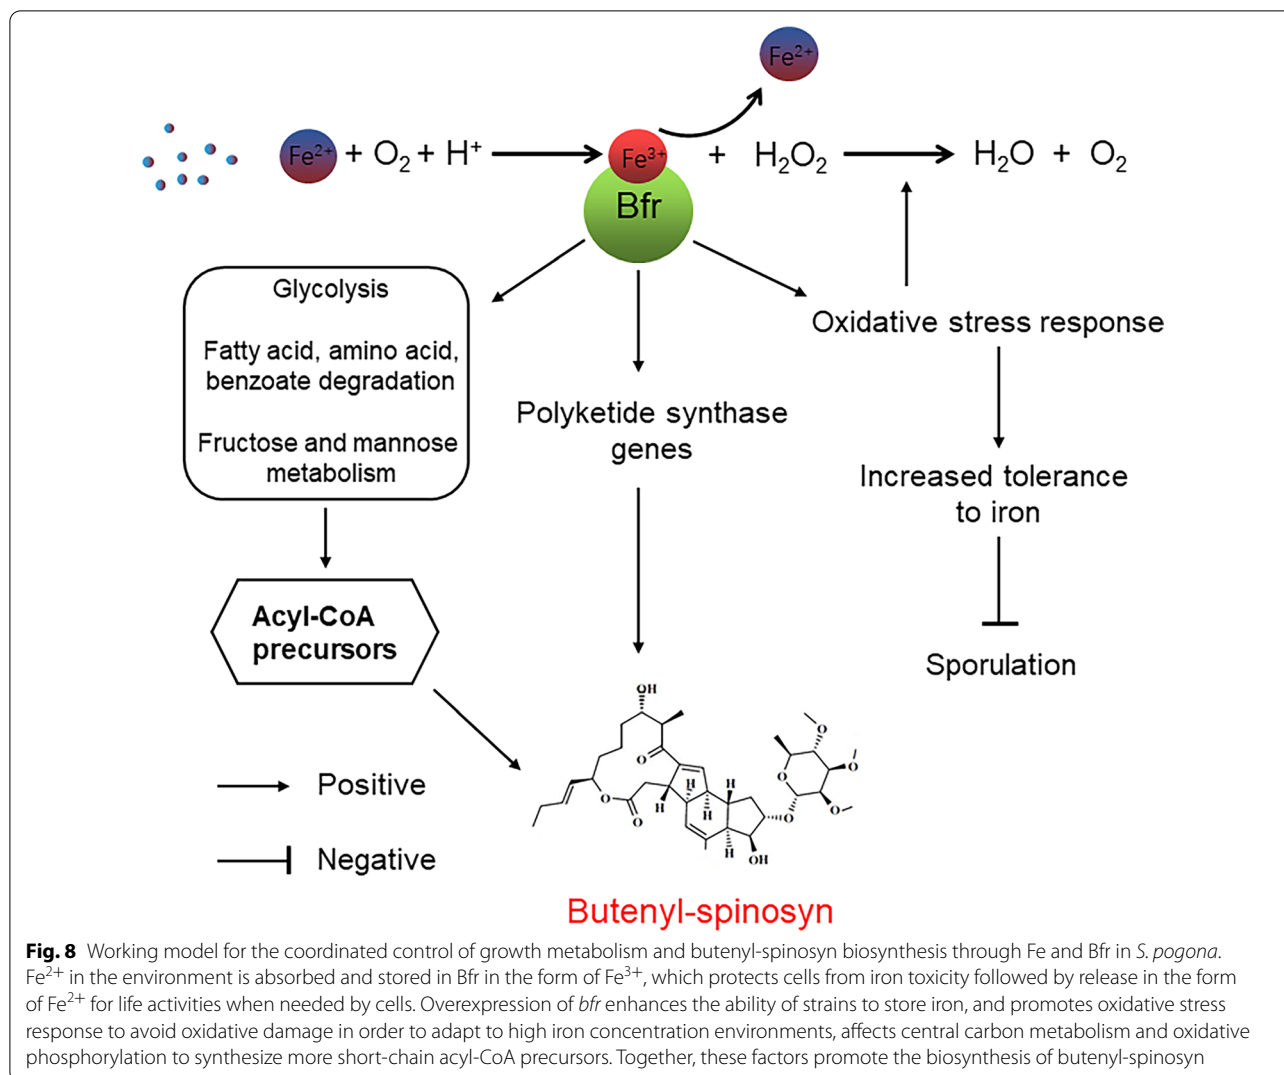 Fe2+
Fe2+ + O2 + H+ Fe3+ + H2O2 H2O + O2
Bfr
Glycolysis
Fatty acid, amino acid,
benzoate degradation
Fructose and mannose
metabolism
Polyketide synthase
genes
Oxidative stress response
Increased tolerance
to iron
Sporulation
Acyl-CoA
precursors
Positive
Negative
OH
O
O
O
H
H
H
H
H
OH
O
O
O
O
O
Butenyl-spinosyn
Fig. 8 Working model for the coordinated control of growth metabolism and butenyl-spinosyn biosynthesis through Fe and Bfr in S. pogona.
Fe2+ in the environment is absorbed and stored in Bfr in the form of Fe3+, which protects cells from iron toxicity followed by release in the form
of Fe2+ for life activities when needed by cells. Overexpression of bfr enhances the ability of strains to store iron, and promotes oxidative stress
response to avoid oxidative damage in order to adapt to high iron concentration environments, affects central carbon metabolism and oxidative
phosphorylation to synthesize more short-chain acyl-CoA precursors. Together, these factors promote the biosynthesis of butenyl-spinosyn